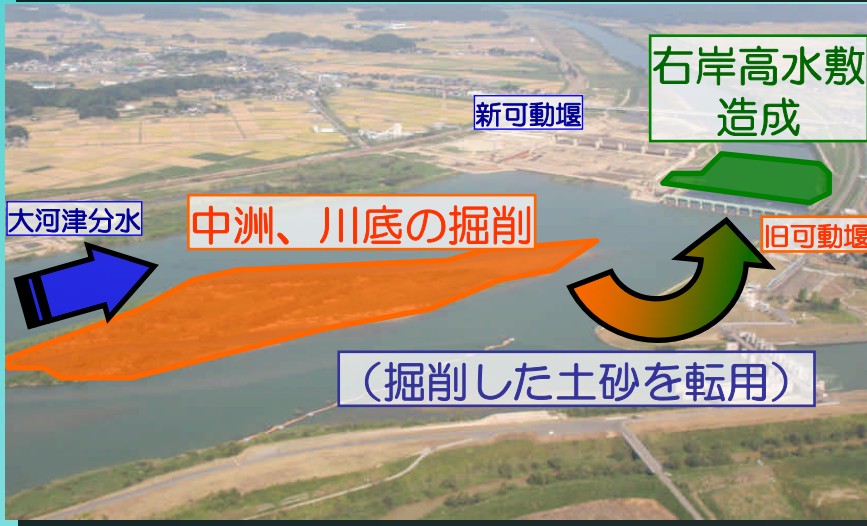 右岸高水敷
造成
新可動堰
大河津分水
中洲、川底の掘削
旧可動堰
（掘削した土砂を転用）